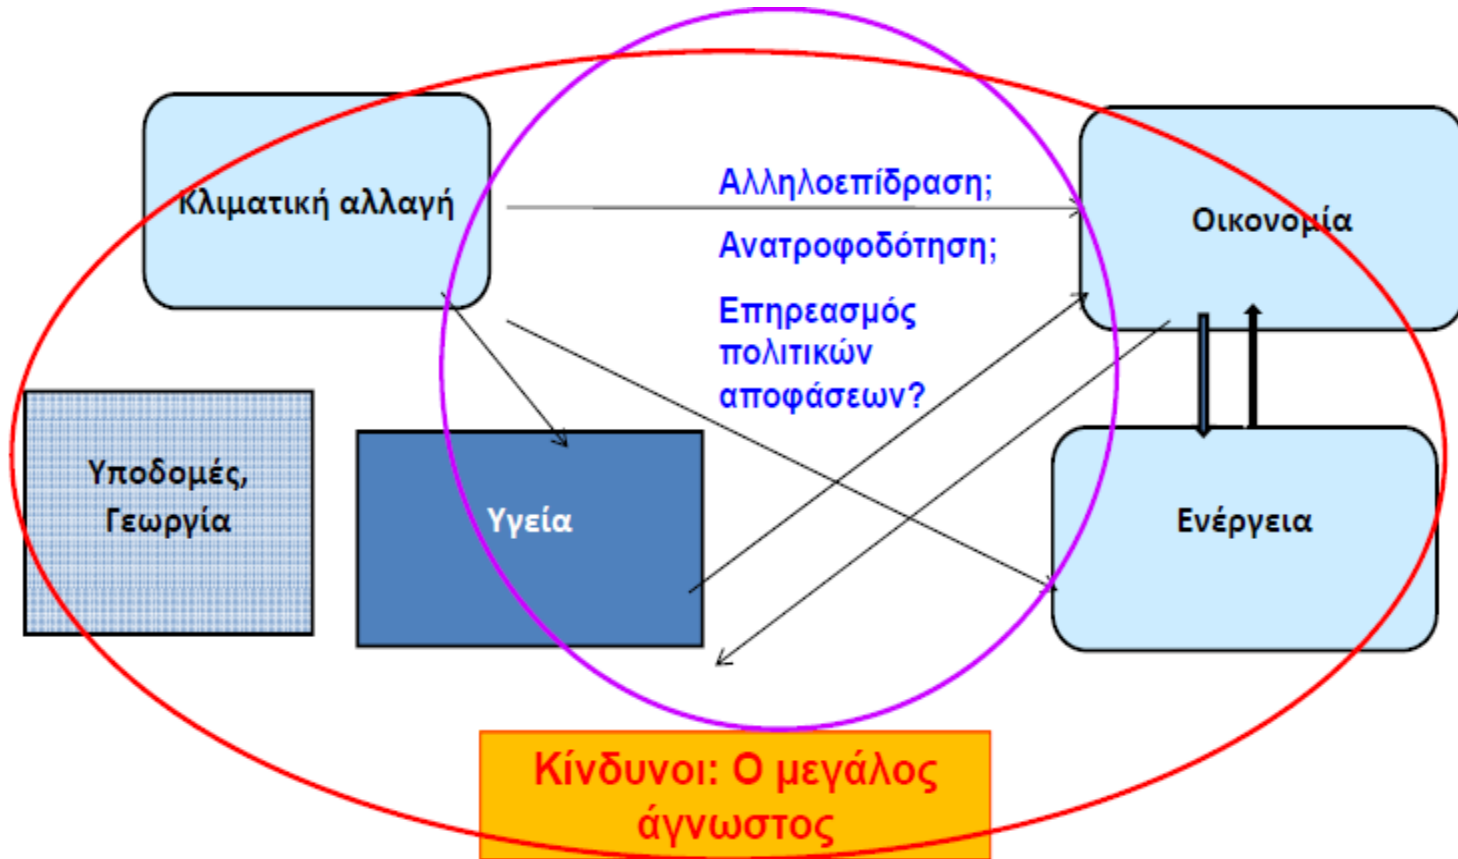 Κλιματική αλλαγή
Αλληλοεπίδραση;
Ανατροφοδότηση;
Επηρεασμός
πολιτικών
αποφάσεων?
Οικονομία
Υποδομές,
Γεωργία
Υγεία
Ενέργεια
Κίνδυνοι: Ο μεγάλος
άγνωστος